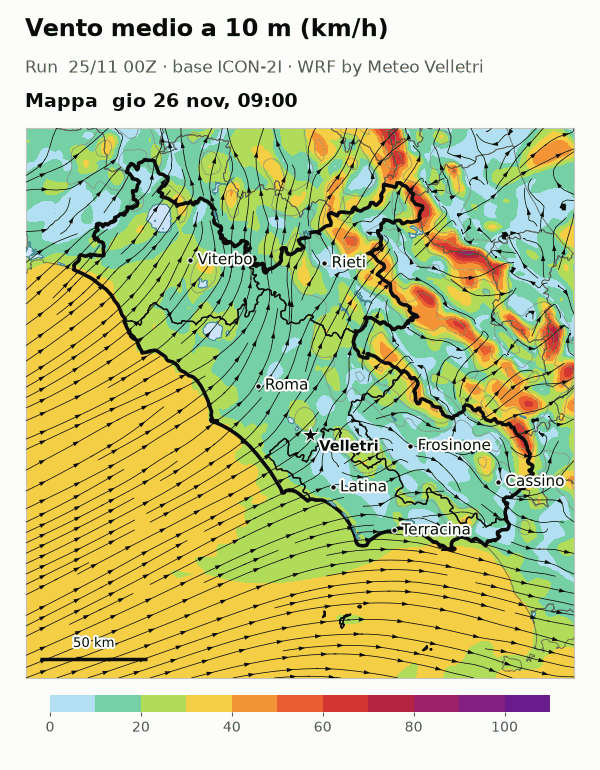 Vento medio a 10 m (km/h)
Run  25/11 00Z · base ICON-2I · WRF by Meteo Velletri
Mappa  gio 26 nov, 09:00
Viterbo
Rieti
Roma
Velletri
Frosinone
Latina
Cassino
Terracina
50 km
0 20 40 60 80 100